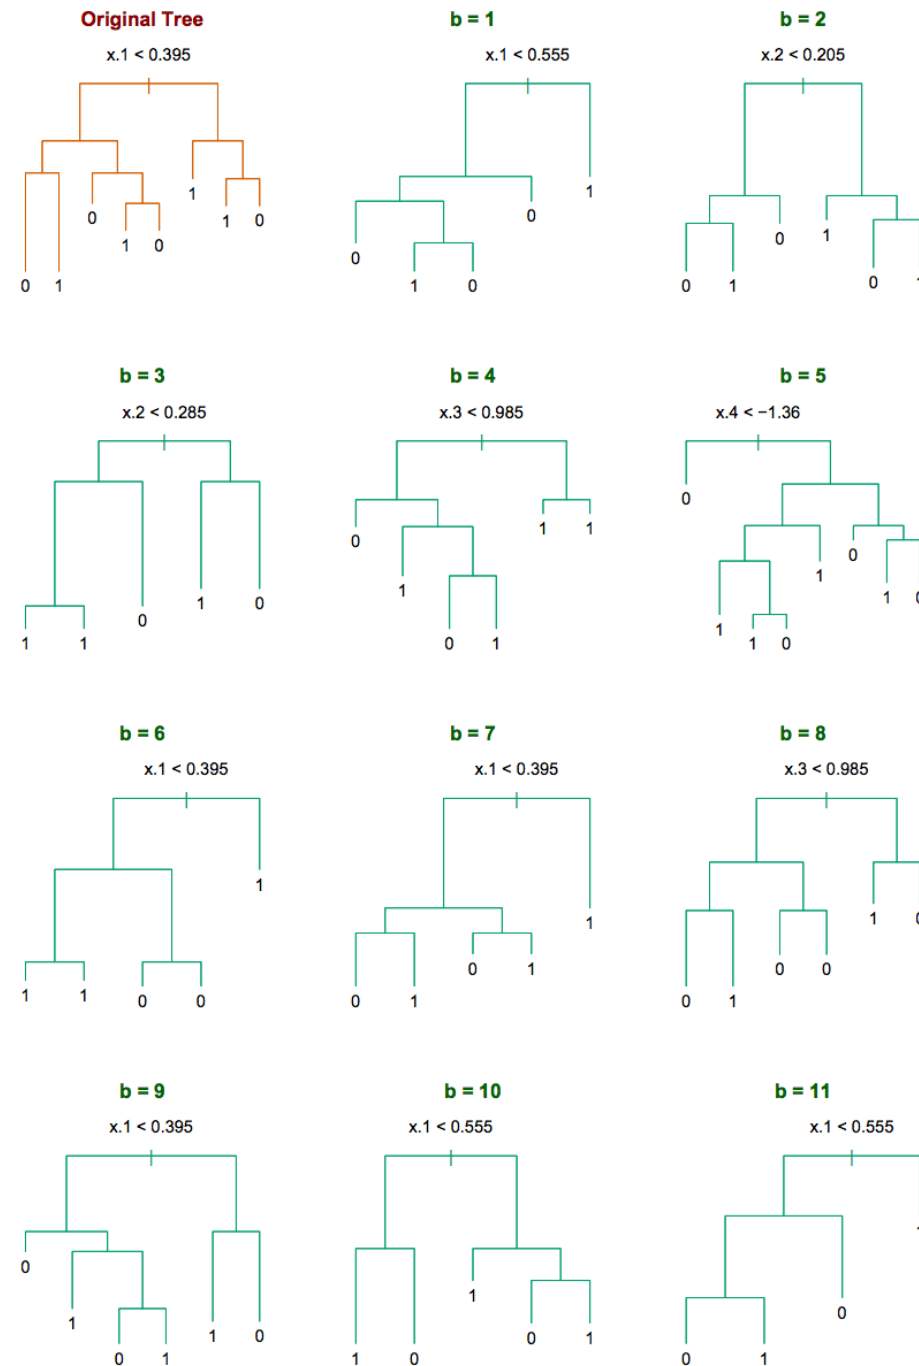 Original Tree
b = 1
b = 2
x.1 < 0.395
x.1 < 0.555
x.2 < 0.205
1
1
0
1
0
0
1
0
0
1
0
1
0
0
1
0
1
0
1
0
b = 3
b = 4
b = 5
x.2 < 0.285
x.3 < 0.985
x.4 < −1.36
0
1
1
0
0
1
1
1
0
1
0
1
1
0
1
1
0
b = 6
b = 7
b = 8
x.1 < 0.395
x.1 < 0.395
x.3 < 0.985
1
1
1
0
1
0
0
1
1
0
0
0
1
0
1
b = 9
b = 10
b = 11
x.1 < 0.395
x.1 < 0.555
x.1 < 0.555
0
1
0
1
1
0
0
1
0
1
1
0
0
1